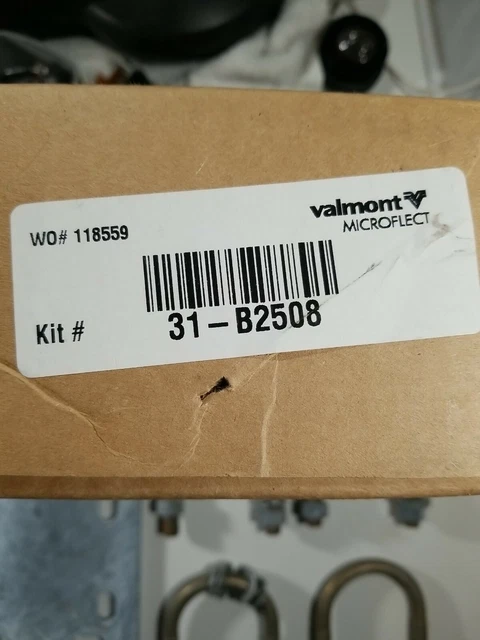 valmont
MICROFLECT
WO# 118559
Kit # 31-B2508